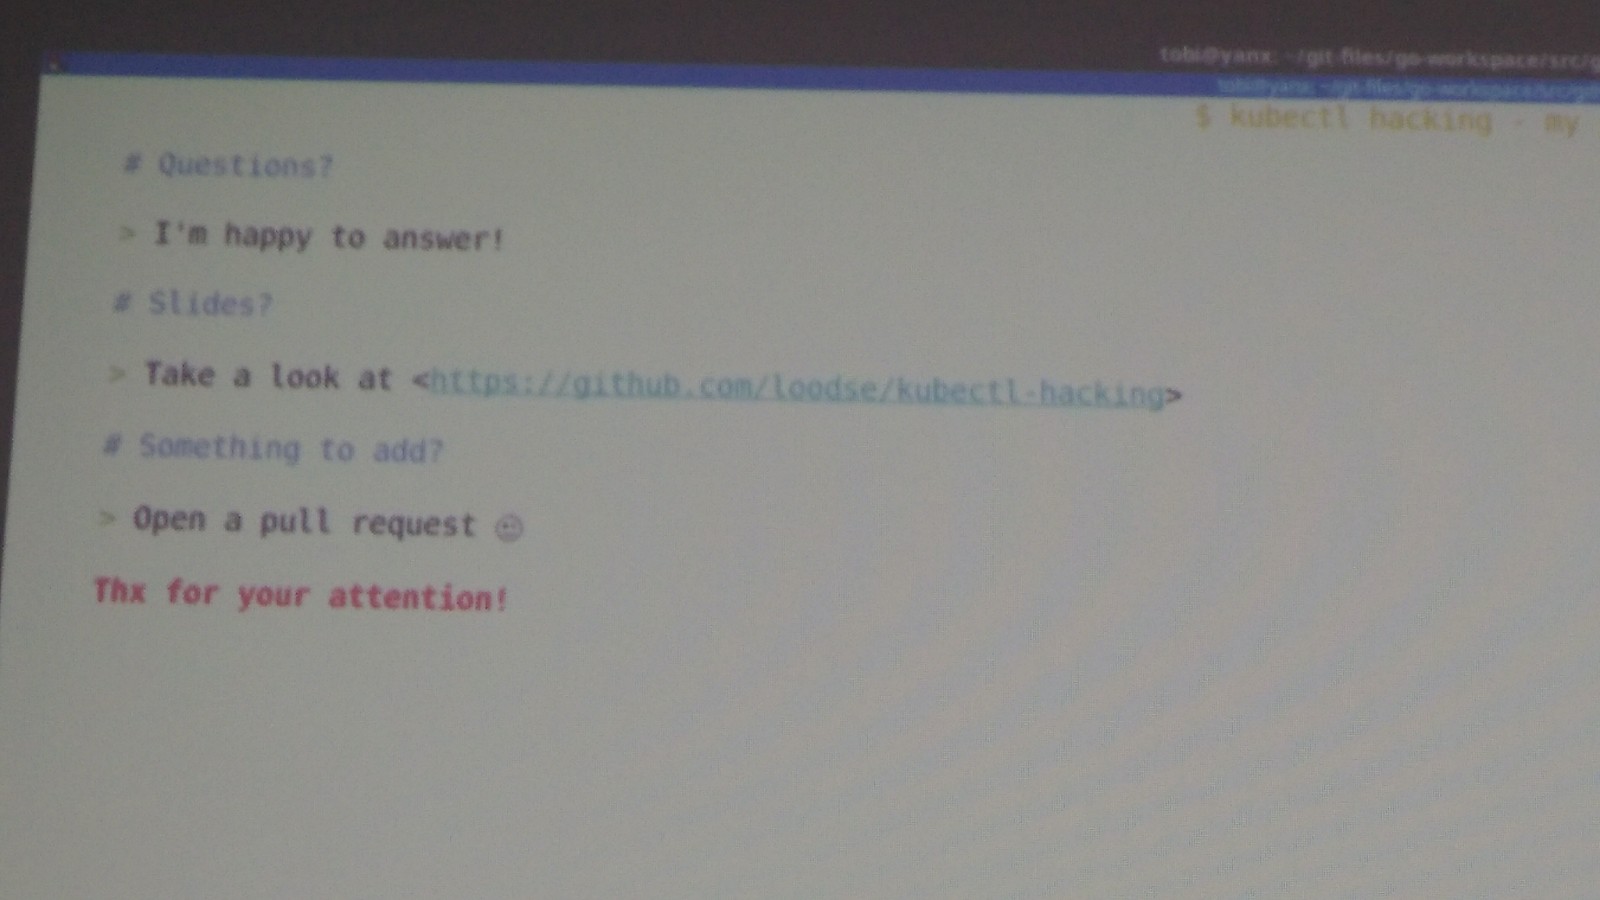 tobi@yanx: ~/git-files/go-workspace/src/g
tobi@yanx: ~/git-files/go-workspace/src/git
$ kubectl hacking - my
# Questions?
> I'm happy to answer!
# Slides?
> Take a look at <https://github.com/loodse/kubectl-hacking>
# Something to add?
> Open a pull request 🙂
Thx for your attention!